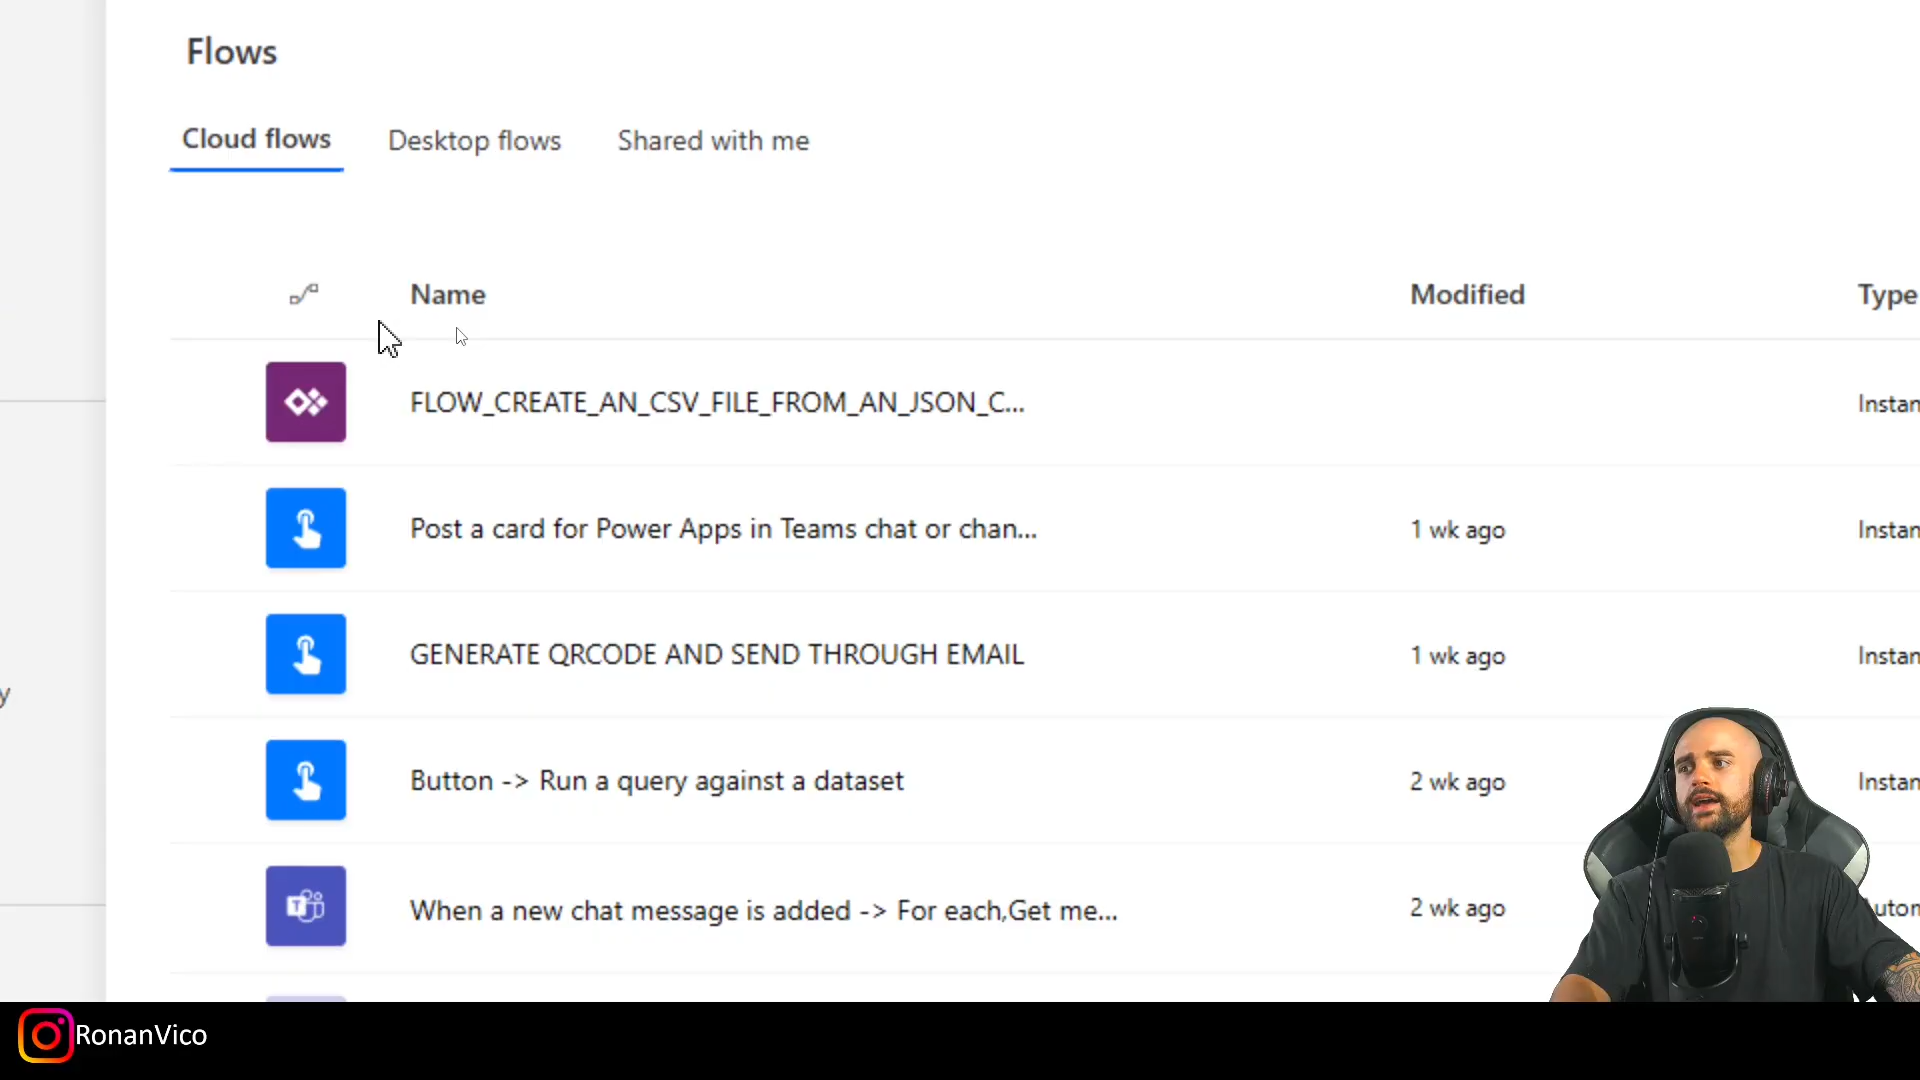 Flows
Cloud flows Desktop flows Shared with me
Name Modified Type
FLOW_CREATE_AN_CSV_FILE_FROM_AN_JSON_C... Instan
Post a card for Power Apps in Teams chat or chan... 1 wk ago Instan
GENERATE QRCODE AND SEND THROUGH EMAIL 1 wk ago Instan
y
Button -> Run a query against a dataset 2 wk ago Instan
When a new chat message is added -> For each,Get me... 2 wk ago utom
RonanVico